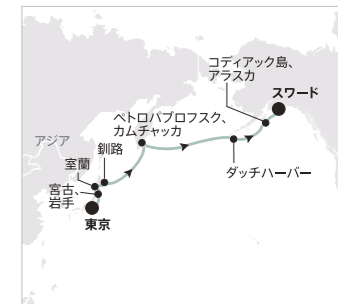 コディアック島、
アラスカ
スワード
ペトロパブロフスク、
カムチャッカ
アジア
釧路
室蘭
ダッチハーバー
宮古、
岩手
東京